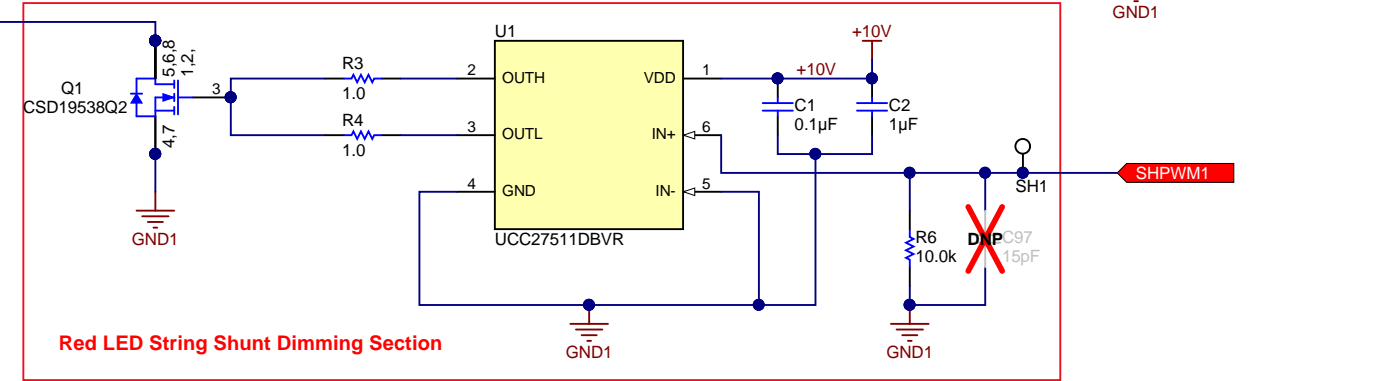 GND1
U1
+10V
Q1
CSD19538Q2
5,6,8
1,2,
3
4,7
GND1
R3
1.0
R4
1.0
2
OUTH
3
OUTL
4
GND
VDD
1
IN+
6
IN-
5
UCC27511DBVR
+10V
C1
0.1µF
C2
1µF
SH1
SHPWM1
R6
10.0k
DNP
C97
15pF
GND1
GND1
Red LED String Shunt Dimming Section